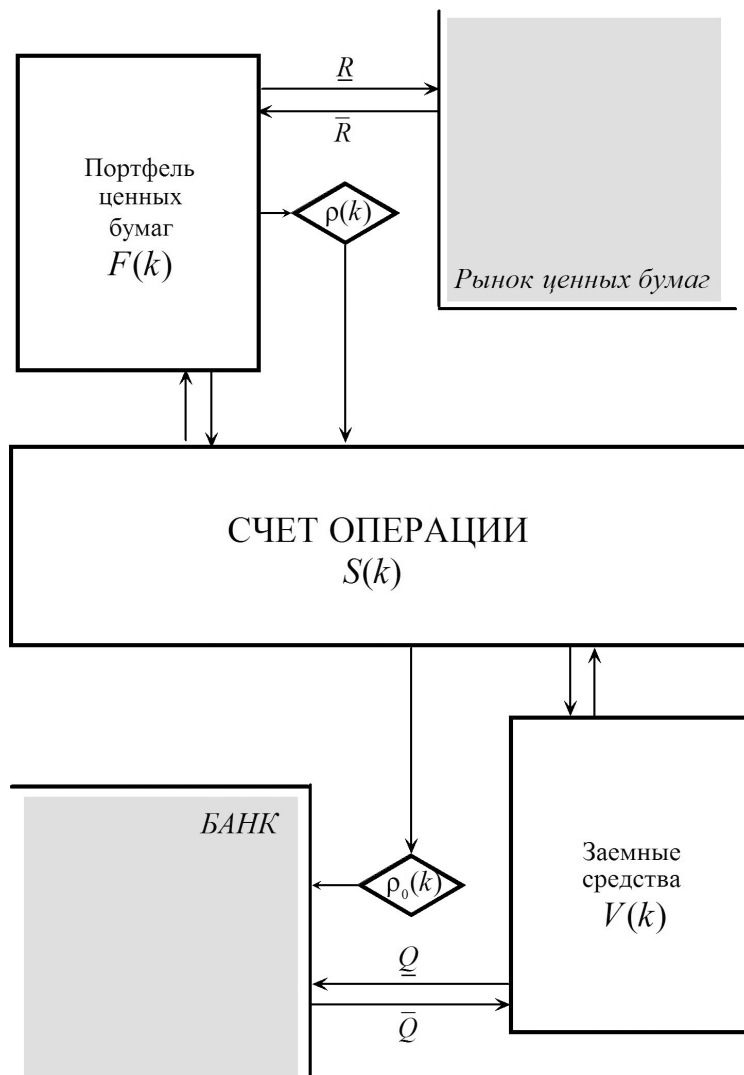 R̲
R̅
Портфель
ценных
бумаг
F(k)
ρ(k)
Рынок ценных бумаг
СЧЕТ ОПЕРАЦИИ
S(k)
БАНК
ρ₀(k)
Заемные
средства
V(k)
Q̲
Q̅